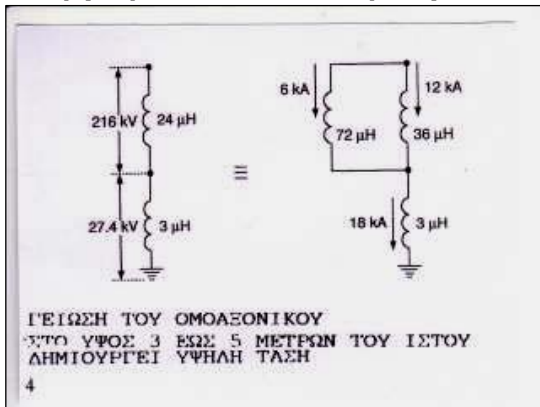 6 kA 12 kA
216 kV 24 μH
72 μH 36 μH
≡
27.4 kV 3 μH
18 kA 3 μH
ΓΕΙΩΣΗ ΤΟΥ ΟΜΟΑΞΟΝΙΚΟΥ
ΣΤΟ ΥΨΟΣ 3 ΕΩΣ 5 ΜΕΤΡΩΝ ΤΟΥ ΙΣΤΟΥ
ΔΗΜΙΟΥΡΓΕΙ ΥΨΗΛΗ ΤΑΣΗ
4